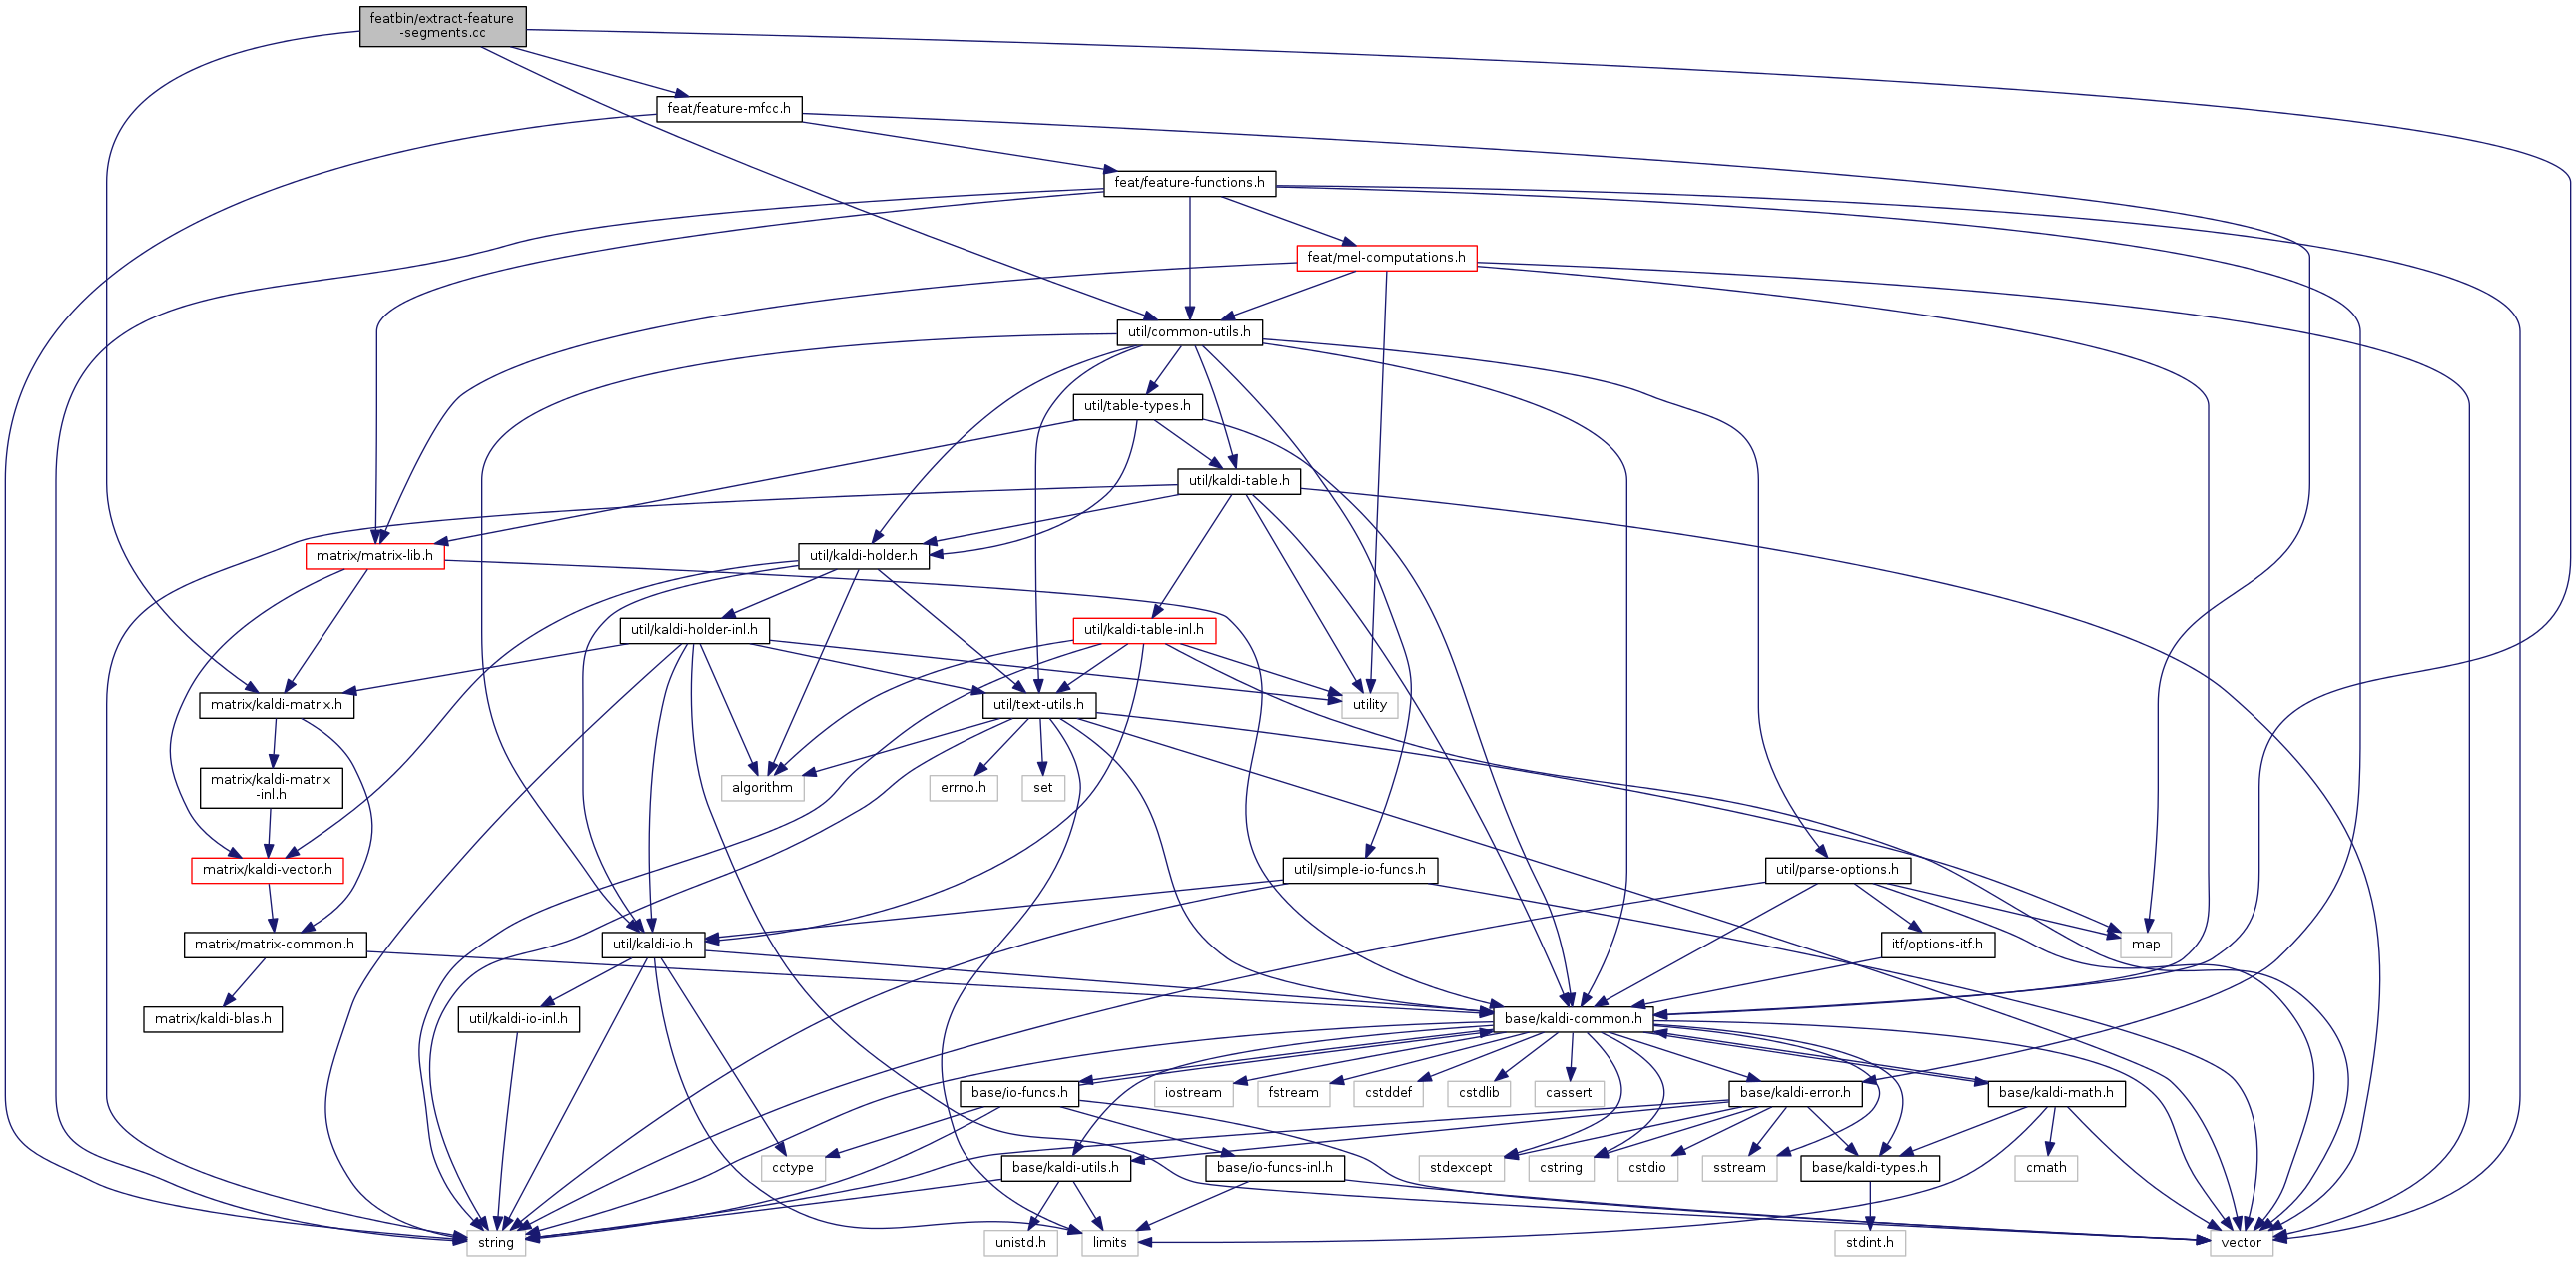 featbin/extract-feature
-segments.cc
feat/feature-mfcc.h
feat/feature-functions.h
feat/mel-computations.h
util/common-utils.h
util/table-types.h
util/kaldi-table.h
matrix/matrix-lib.h
util/kaldi-holder.h
util/kaldi-holder-inl.h
util/kaldi-table-inl.h
matrix/kaldi-matrix.h
util/text-utils.h
utility
matrix/kaldi-matrix
-inl.h
algorithm
errno.h
set
matrix/kaldi-vector.h
util/simple-io-funcs.h
util/parse-options.h
matrix/matrix-common.h
util/kaldi-io.h
itf/options-itf.h
map
matrix/kaldi-blas.h
util/kaldi-io-inl.h
base/kaldi-common.h
base/io-funcs.h
iostream
fstream
cstddef
cstdlib
cassert
base/kaldi-error.h
base/kaldi-math.h
cctype
base/kaldi-utils.h
base/io-funcs-inl.h
stdexcept
cstring
cstdio
sstream
base/kaldi-types.h
cmath
string
unistd.h
limits
stdint.h
vector